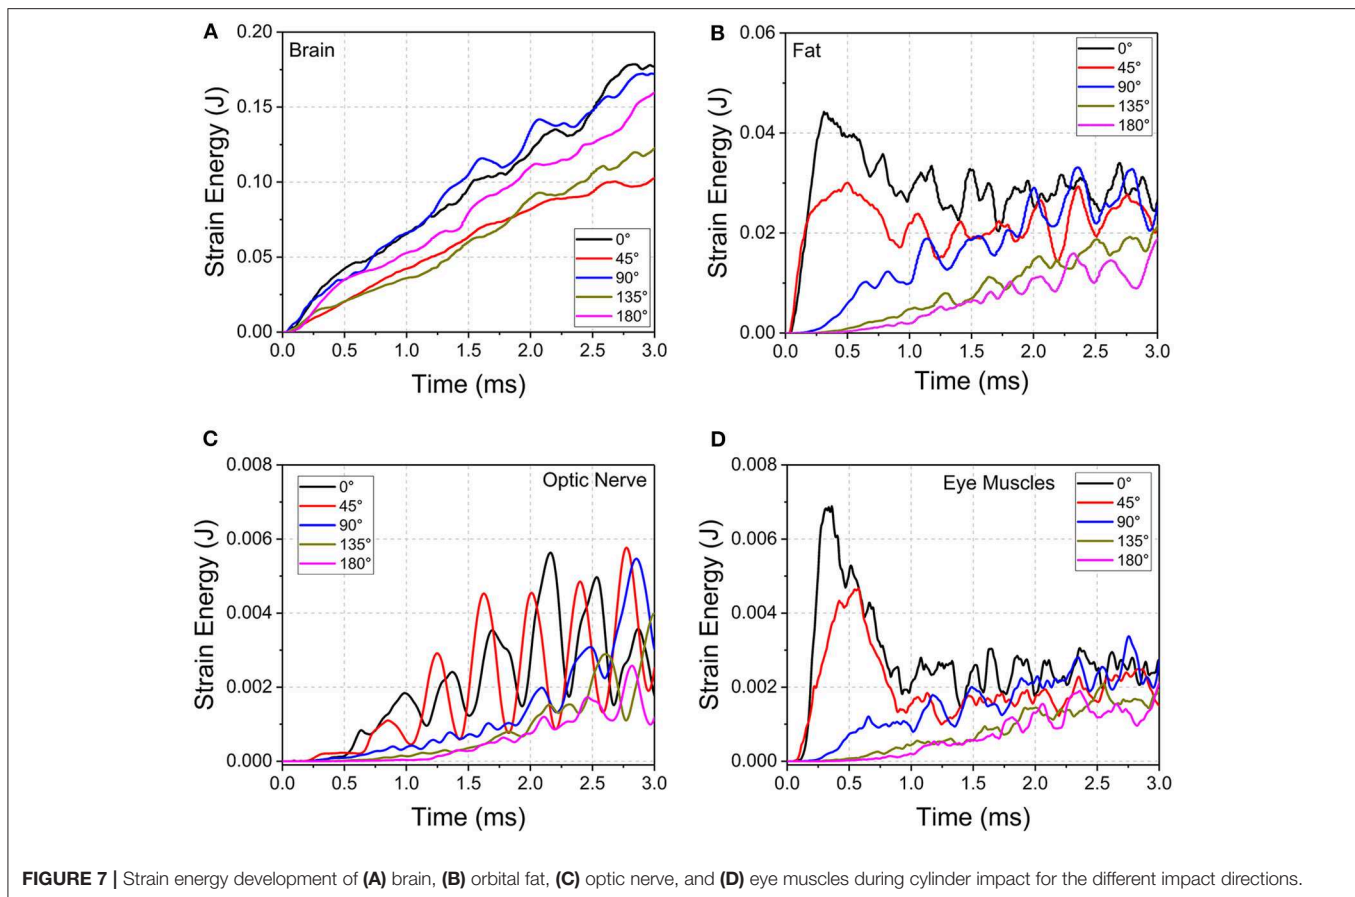 A
Brain
Strain Energy (J)
0.20
0.15
0.10
0.05
0.00
0°
45°
90°
135°
180°
0.0 0.5 1.0 1.5 2.0 2.5 3.0
Time (ms)
B
Fat
Strain Energy (J)
0.06
0.04
0.02
0.00
0°
45°
90°
135°
180°
0.0 0.5 1.0 1.5 2.0 2.5 3.0
Time (ms)
C
Optic Nerve
Strain Energy (J)
0.008
0.006
0.004
0.002
0.000
0°
45°
90°
135°
180°
0.0 0.5 1.0 1.5 2.0 2.5 3.0
Time (ms)
D
Eye Muscles
Strain Energy (J)
0.008
0.006
0.004
0.002
0.000
0°
45°
90°
135°
180°
0.0 0.5 1.0 1.5 2.0 2.5 3.0
Time (ms)
FIGURE 7 | Strain energy development of (A) brain, (B) orbital fat, (C) optic nerve, and (D) eye muscles during cylinder impact for the different impact directions.